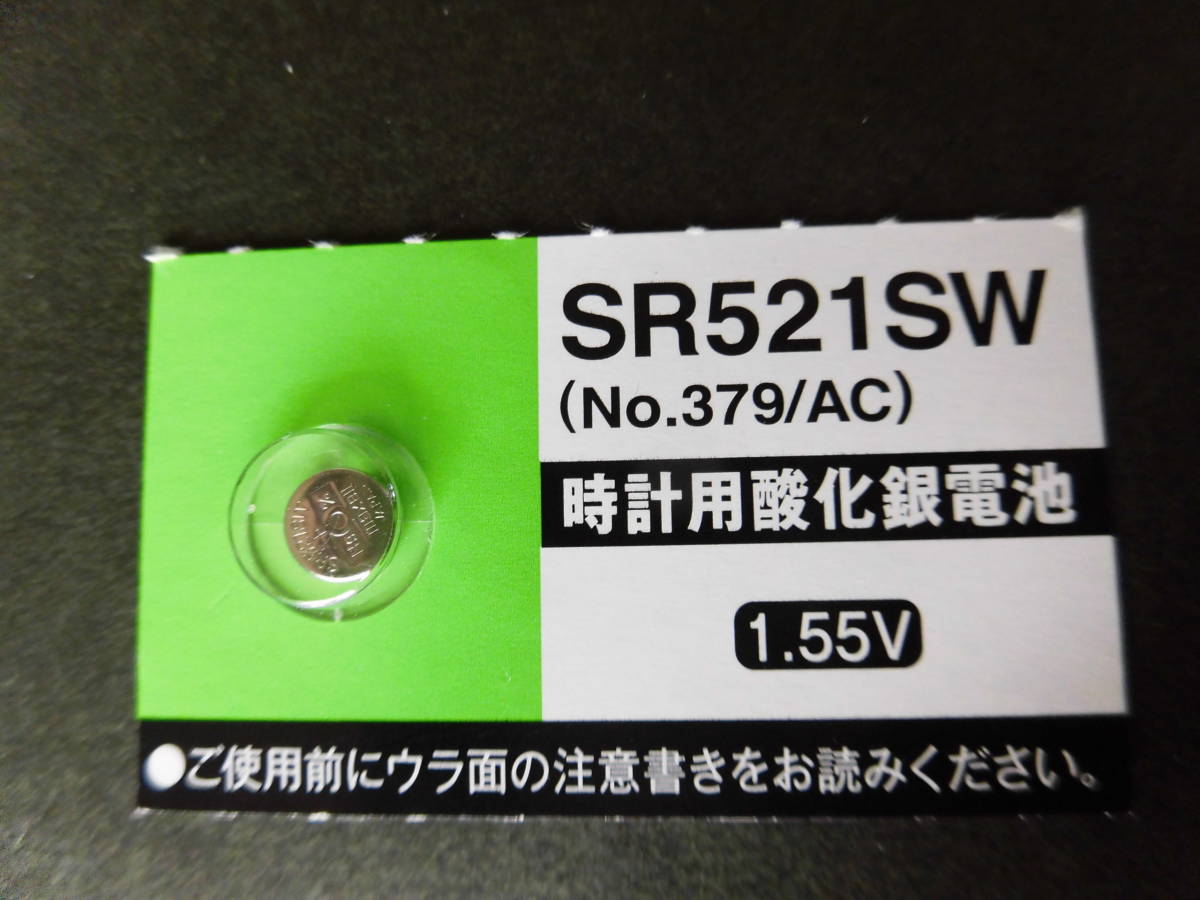 SR521SW
(No.379/AC)
時計用酸化銀電池
1.55V
●ご使用前にウラ面の注意書きをお読みください。